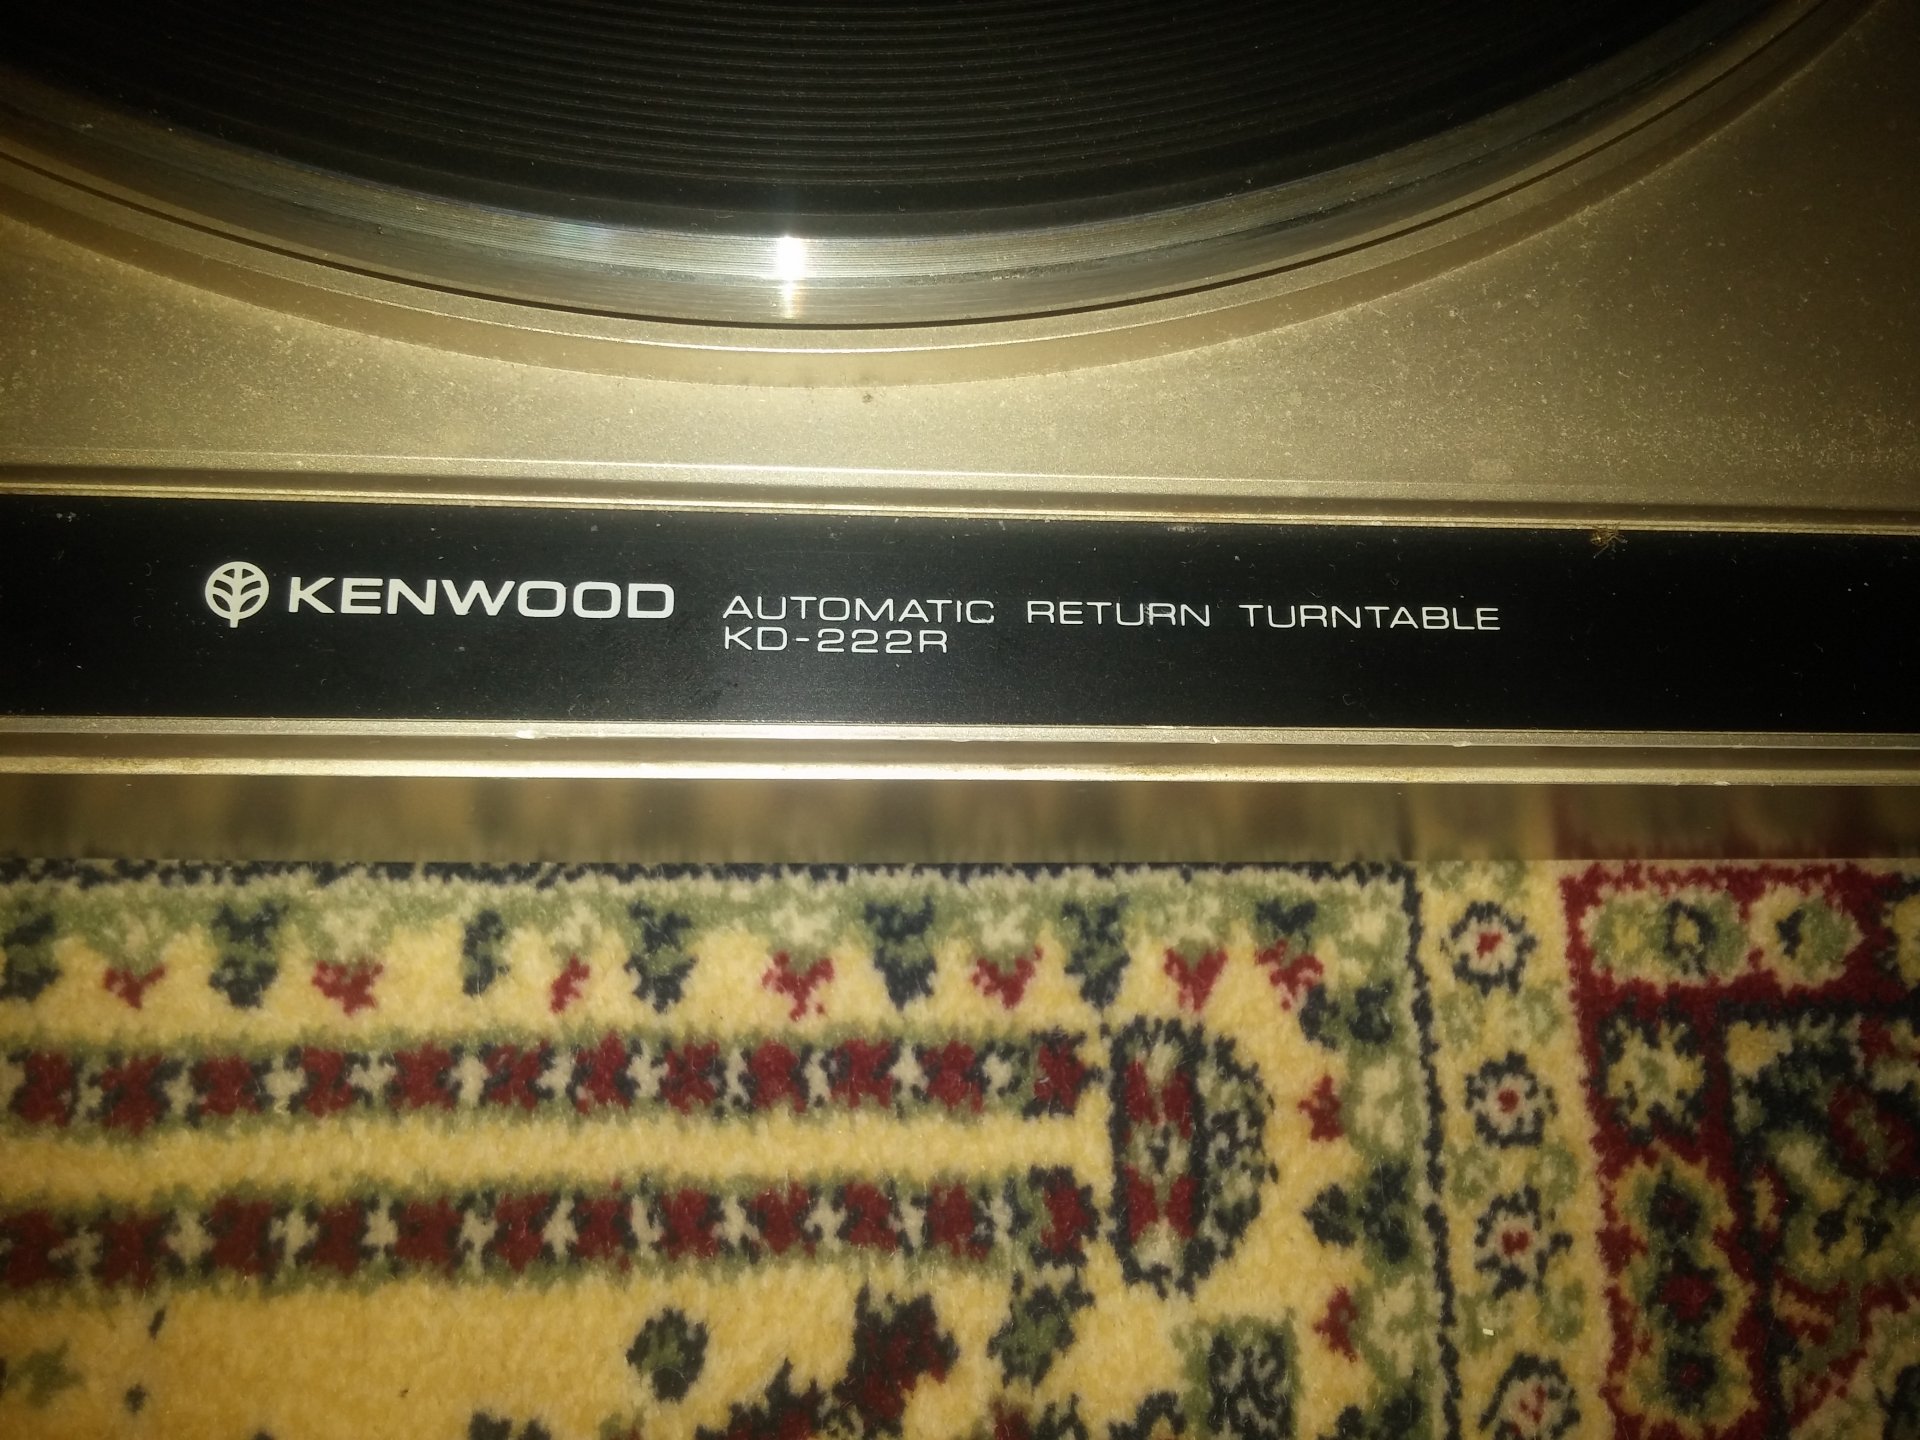 KENWOOD AUTOMATIC RETURN TURNTABLE
KD-222R